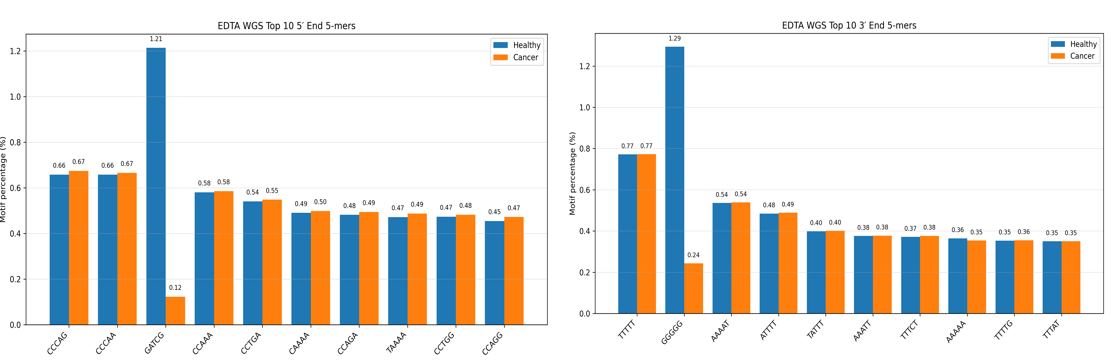 EDTA WGS Top 10 5′ End 5-mers
Motif percentage (%)
1.2
1.0
0.8
0.6
0.4
0.2
0.0
0.66 0.67
0.66 0.67
1.21 0.12
0.58 0.58
0.54 0.55
0.49 0.50
0.48 0.49
0.47 0.49
0.47 0.48
0.45 0.47
Healthy
Cancer
CCCAG
CCCAA
GATCG
CCAAA
CCTGA
CAAAA
CCAGA
TAAAA
CCTGG
CCAGG
EDTA WGS Top 10 3′ End 5-mers
Motif percentage (%)
1.2
1.0
0.8
0.6
0.4
0.2
0.0
0.77 0.77
1.29 0.24
0.54 0.54
0.48 0.49
0.40 0.40
0.38 0.38
0.37 0.38
0.36 0.35
0.35 0.36
0.35 0.35
Healthy
Cancer
TTTTT
GGGGG
AAAAT
ATTTT
TATTT
AAATT
TTTCT
AAAAA
TTTTG
TTTAT